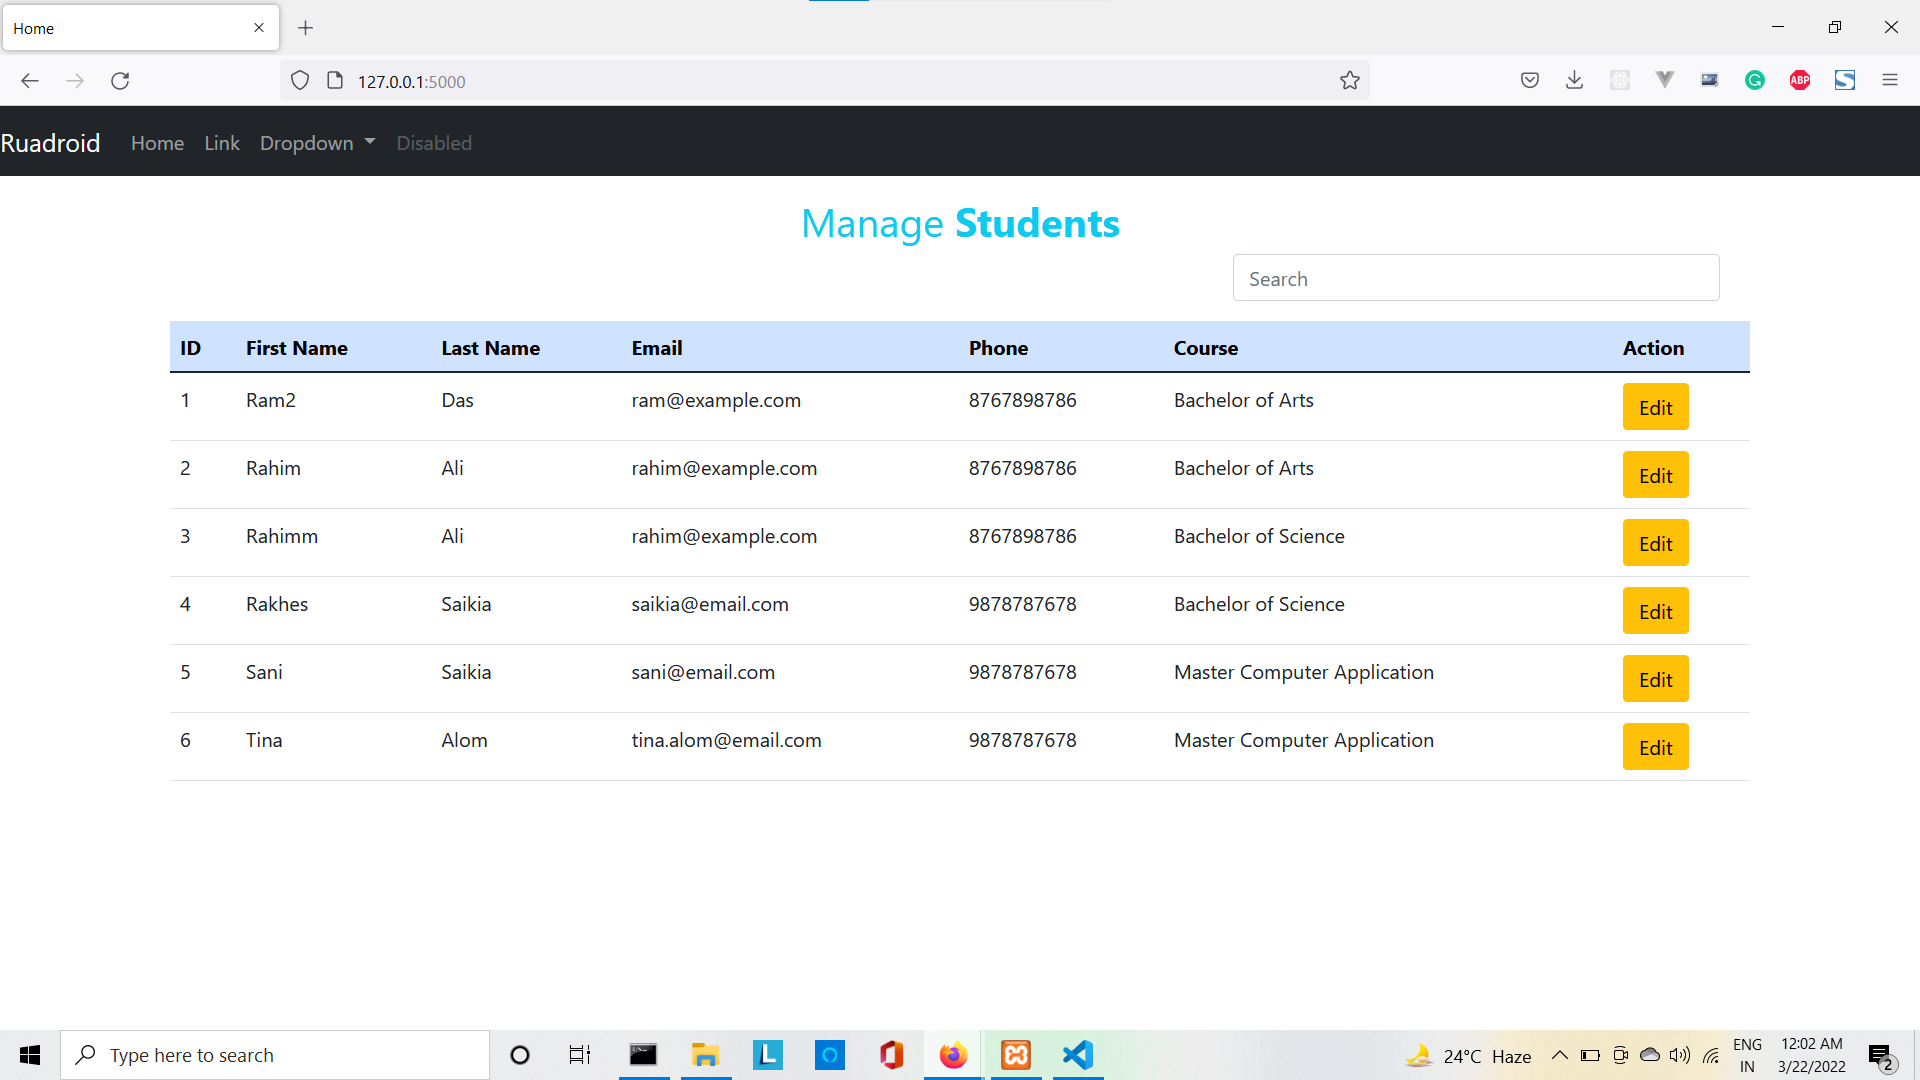 Home
127.0.0.1:5000
ABP
Ruadroid Home Link Dropdown Disabled
Manage Students
Search
ID First Name Last Name Email Phone Course Action
1 Ram2 Das ram@example.com 8767898786 Bachelor of Arts Edit
2 Rahim Ali rahim@example.com 8767898786 Bachelor of Arts Edit
3 Rahimm Ali rahim@example.com 8767898786 Bachelor of Science Edit
4 Rakhes Saikia saikia@email.com 9878787678 Bachelor of Science Edit
5 Sani Saikia sani@email.com 9878787678 Master Computer Application Edit
6 Tina Alom tina.alom@email.com 9878787678 Master Computer Application Edit
Type here to search
L
24°C Haze
ENG
IN
12:02 AM
3/22/2022
2